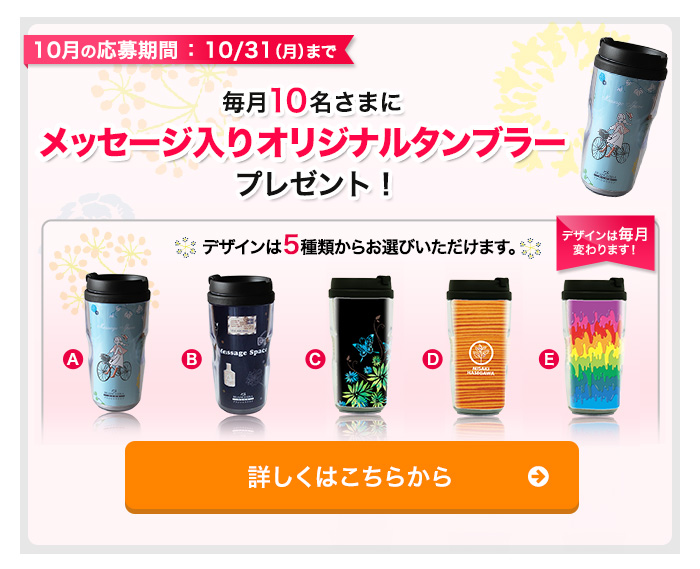 10月の応募期間 : 10/31(月)まで
毎月10名さまに
メッセージ入りオリジナルタンブラー
プレゼント！
デザインは5種類からお選びいただけます。
デザインは毎月
変わります！
A
B
Message Space
C
D
MISAKI
HASEGAWA
E
詳しくはこちらから